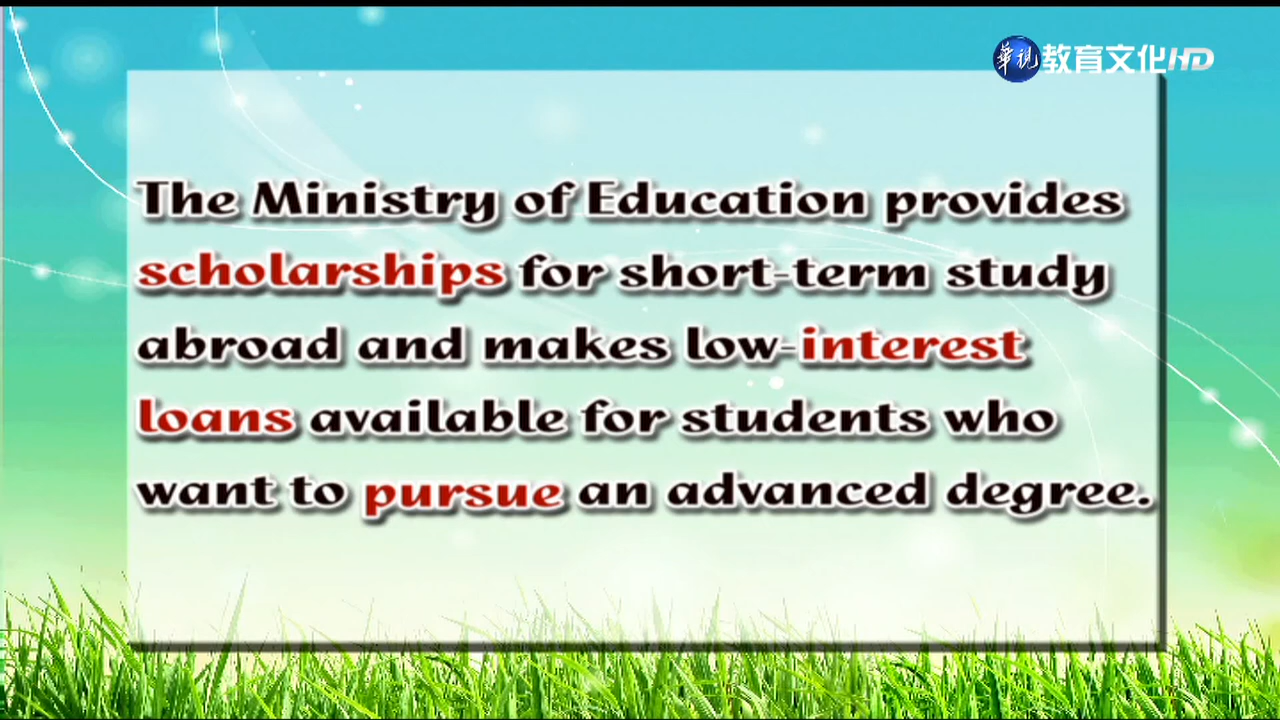 華視 教育文化HD
The Ministry of Education provides
scholarships for short-term study
abroad and makes low-interest
loans available for students who
want to pursue an advanced degree.